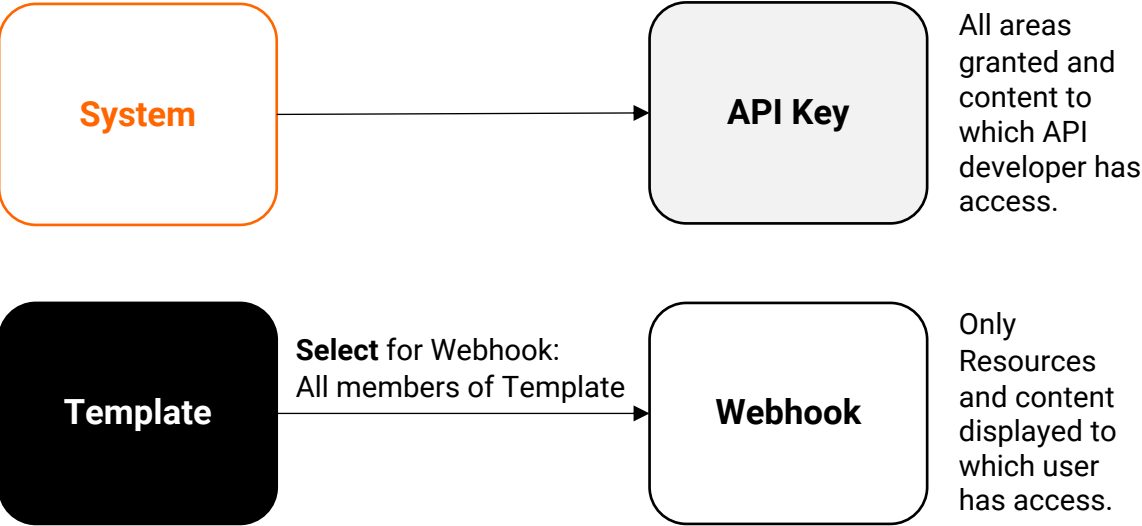 System
API Key
All areas
granted and
content to
which API
developer has
access.
Template
Select for Webhook:
All members of Template
Webhook
Only
Resources
and content
displayed to
which user
has access.